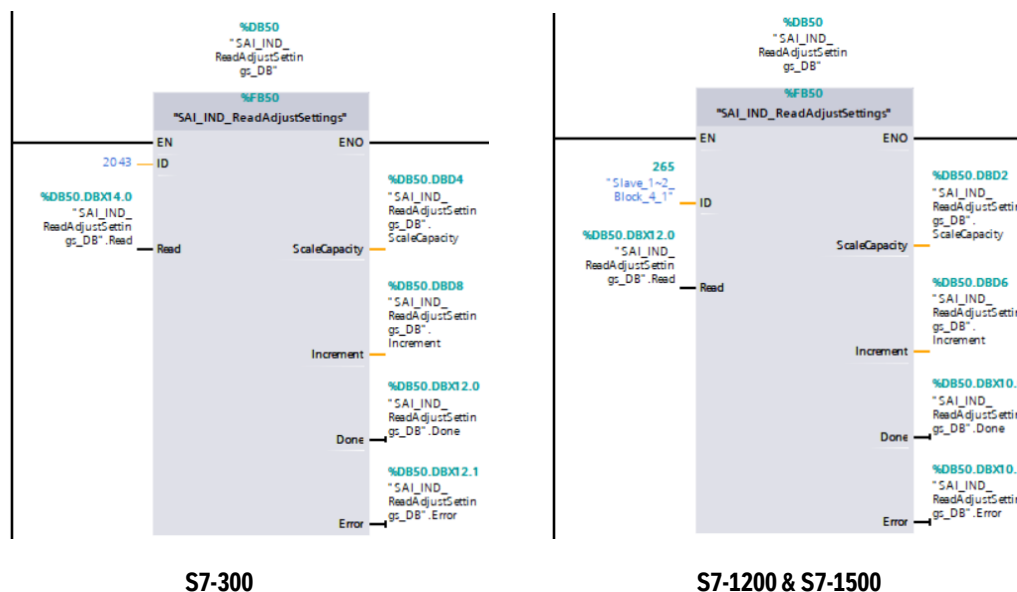 %DB50
"SAI_IND_
ReadAdjustSettin
gs_DB"
%FB50
"SAI_IND_ReadAdjustSettings"
EN
ENO
2043
ID
%DB50.DBX14.0
"SAI_IND_
ReadAdjustSettin
gs_DB".Read
Read
ScaleCapacity
%DB50.DBD4
"SAI_IND_
ReadAdjustSettin
gs_DB".
ScaleCapacity
Increment
%DB50.DBD8
"SAI_IND_
ReadAdjustSettin
gs_DB".
Increment
Done
%DB50.DBX12.0
"SAI_IND_
ReadAdjustSettin
gs_DB".Done
Error
%DB50.DBX12.1
"SAI_IND_
ReadAdjustSettin
gs_DB".Error
S7-300
%DB50
"SAI_IND_
ReadAdjustSettin
gs_DB"
%FB50
"SAI_IND_ReadAdjustSettings"
EN
ENO
265
"Slave_1~2_
Block_4_1"
ID
%DB50.DBX12.0
"SAI_IND_
ReadAdjustSettin
gs_DB".Read
Read
ScaleCapacity
%DB50.DBD2
"SAI_IND_
ReadAdjustSettin
gs_DB".
ScaleCapacity
Increment
%DB50.DBD6
"SAI_IND_
ReadAdjustSettin
gs_DB".
Increment
Done
%DB50.DBX10.
"SAI_IND_
ReadAdjustSettin
gs_DB".Done
Error
%DB50.DBX10.
"SAI_IND_
ReadAdjustSettin
gs_DB".Error
S7-1200 & S7-1500